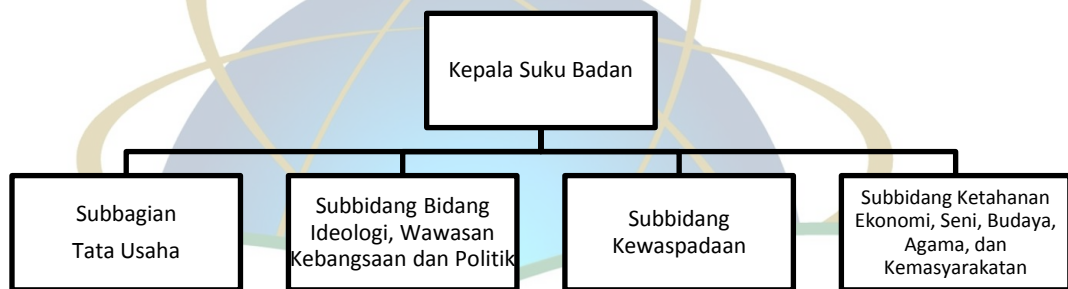 Kepala Suku Badan
Subbagian
Tata Usaha
Subbidang Bidang
Ideologi, Wawasan
Kebangsaan dan Politik
Subbidang
Kewaspadaan
Subbidang Ketahanan
Ekonomi, Seni, Budaya,
Agama, dan
Kemasyarakatan